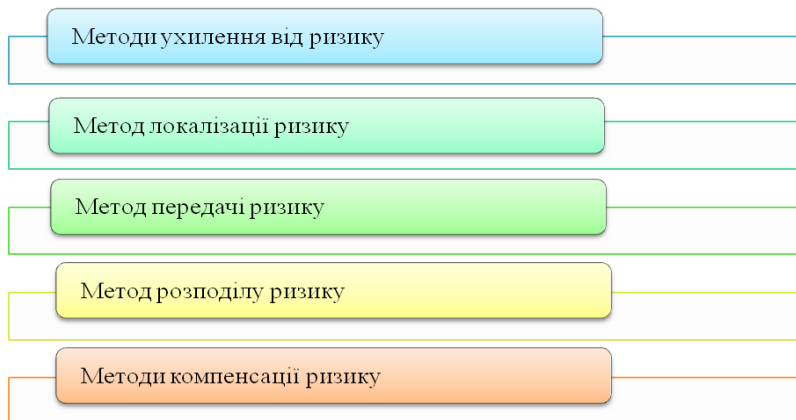 Методи ухилення від ризику
Метод локалізації ризику
Метод передачі ризику
Метод розподілу ризику
Методи компенсації ризику